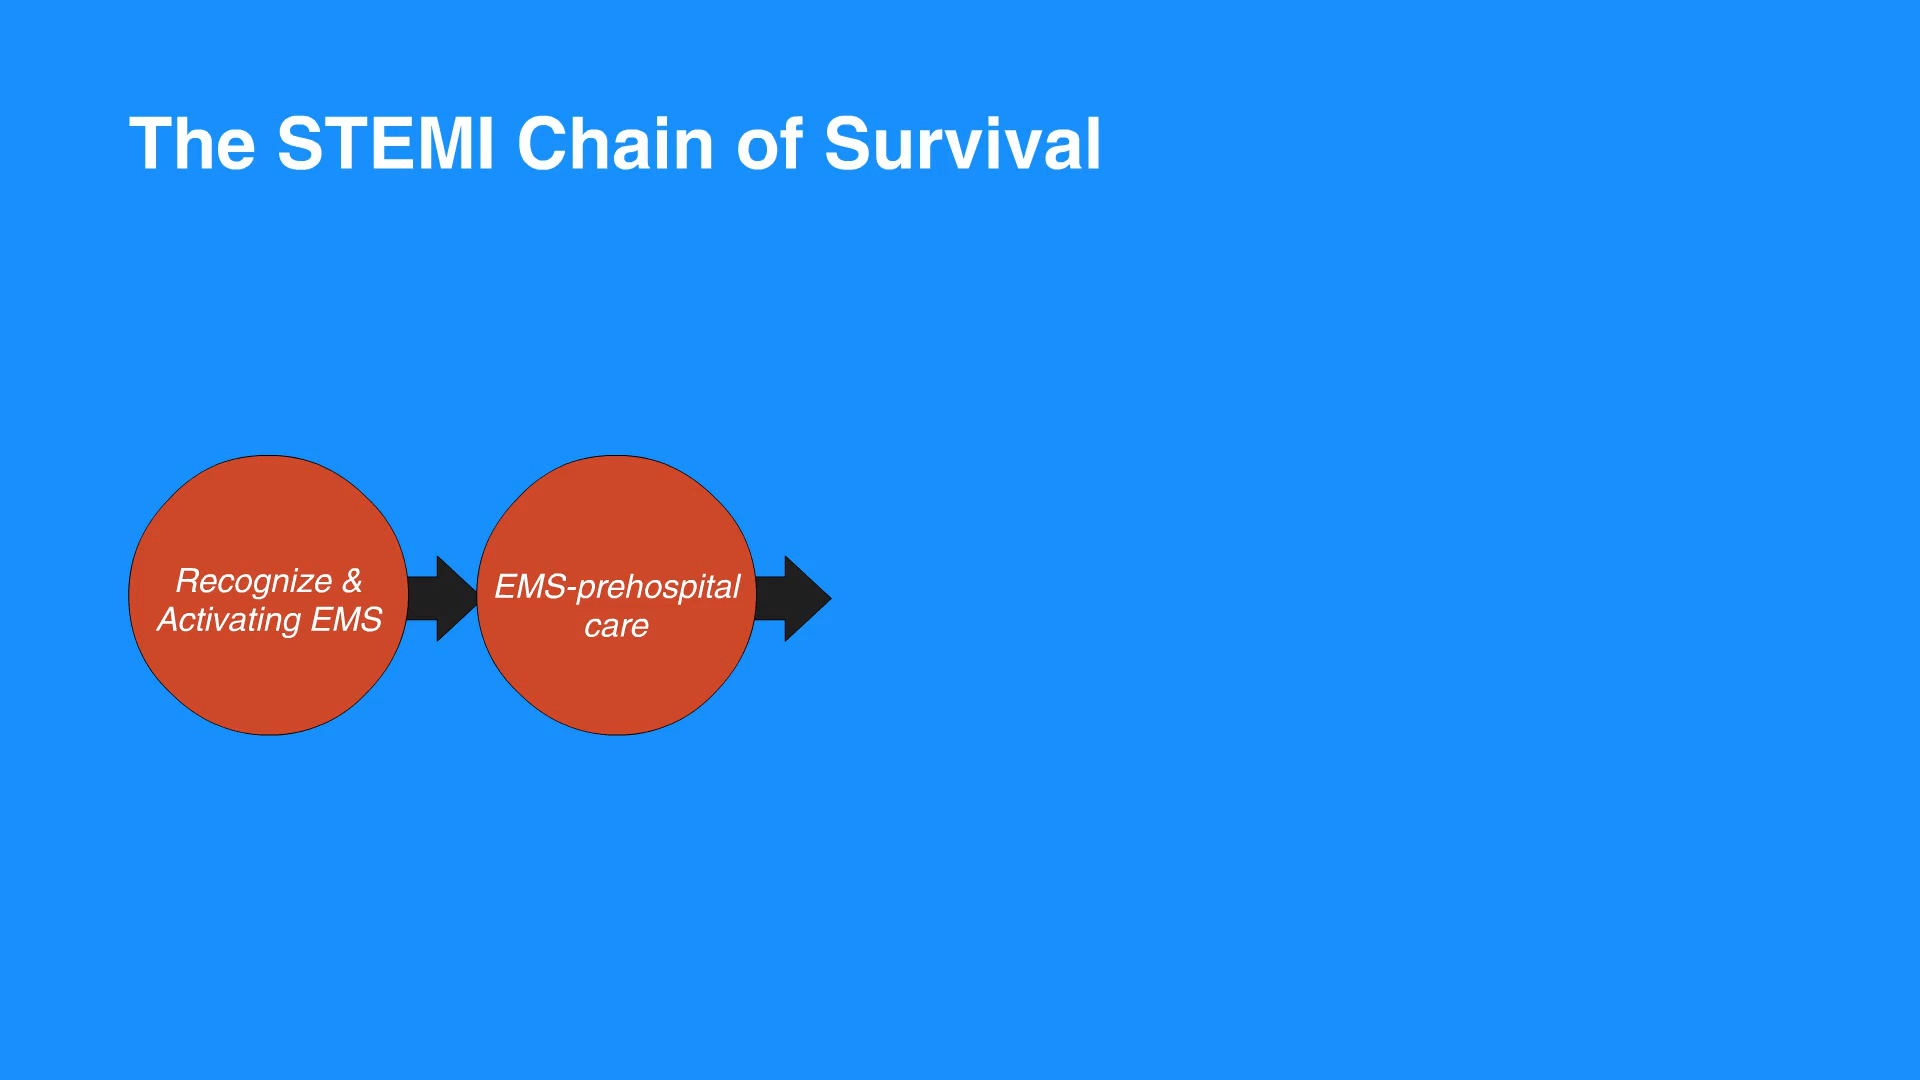 The STEMI Chain of Survival
Recognize &
Activating EMS
EMS-prehospital
care